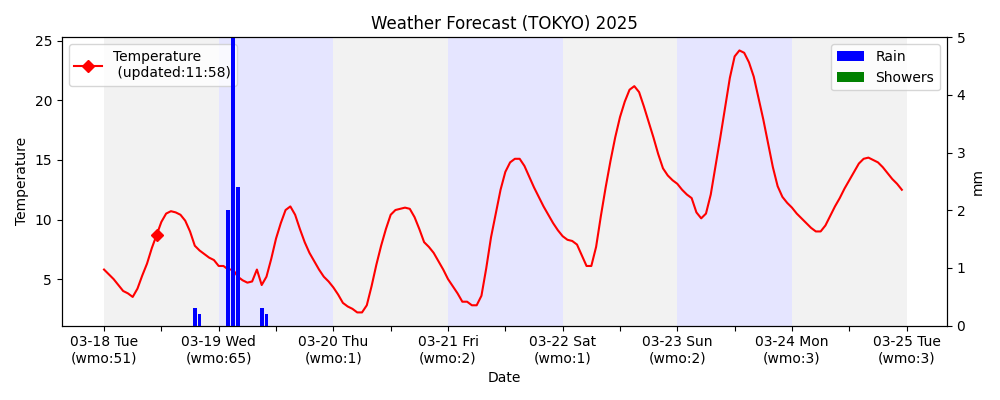 Weather Forecast (TOKYO) 2025
Temperature
(updated:11:58)
Rain
Showers
25
20
15
10
5
Temperature
5
4
3
2
1
0
mm
03-18 Tue
(wmo:51)
03-19 Wed
(wmo:65)
03-20 Thu
(wmo:1)
03-21 Fri
(wmo:2)
03-22 Sat
(wmo:1)
03-23 Sun
(wmo:2)
03-24 Mon
(wmo:3)
03-25 Tue
(wmo:3)
Date